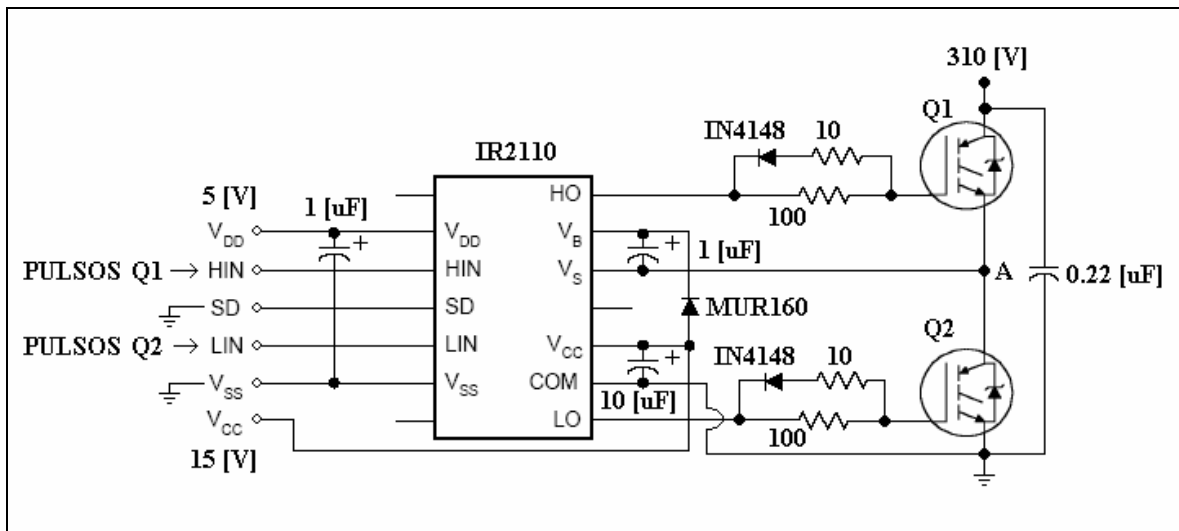 310 [V]
Q1
IN4148
10
100
IR2110
5 [V]
1 [uF]
+
VDD
VDD
HO
VB
+
1 [uF]
PULSOS Q1 → HIN
HIN
VS
A
0.22 [uF]
SD
SD
MUR160
PULSOS Q2 → LIN
LIN
VCC
+
IN4148
10
Q2
VSS
VSS
COM
10 [uF]
100
VCC
LO
15 [V]